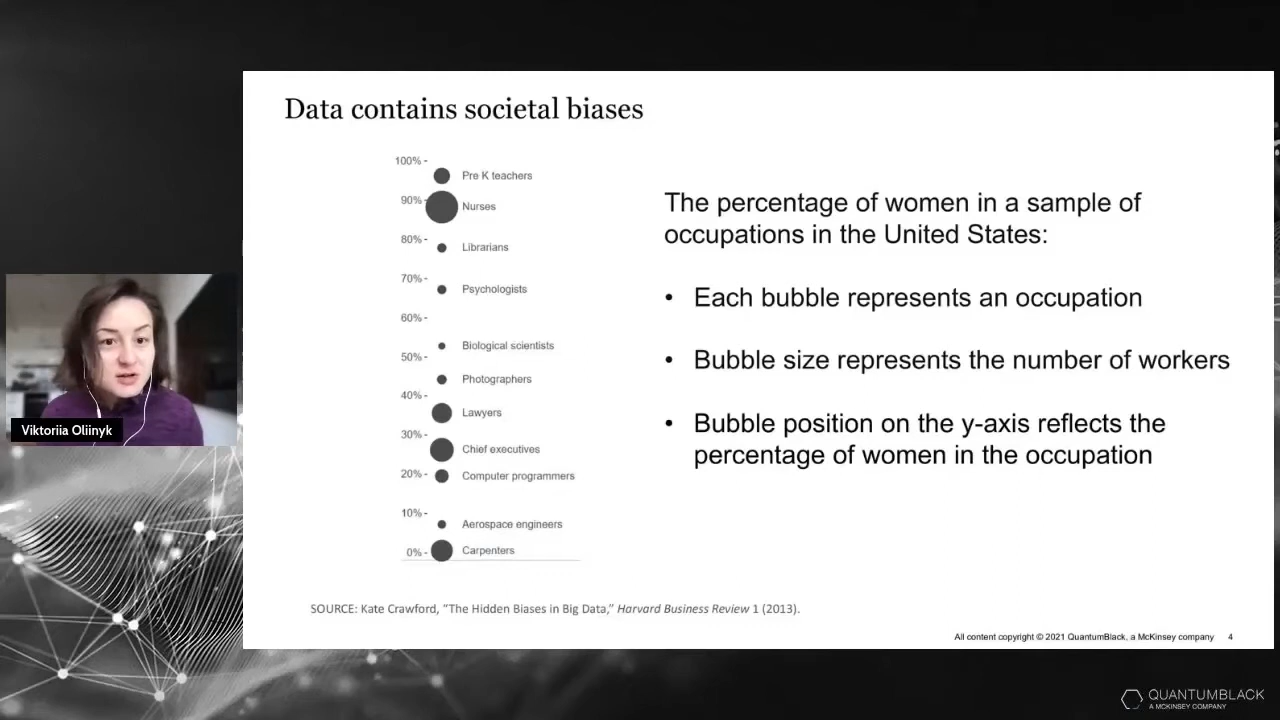 Data contains societal biases
100% -
Pre K teachers
90% -
Nurses
80% -
Librarians
70% -
Psychologists
60% -
Biological scientists
50% -
Photographers
40% -
Lawyers
30% -
Chief executives
20% -
Computer programmers
10% -
Aerospace engineers
0% -
Carpenters
The percentage of women in a sample of
occupations in the United States:
• Each bubble represents an occupation
• Bubble size represents the number of workers
• Bubble position on the y-axis reflects the
percentage of women in the occupation
SOURCE: Kate Crawford, “The Hidden Biases in Big Data,” Harvard Business Review 1 (2013).
All content copyright © 2021 QuantumBlack, a McKinsey company 4
Viktoriia Oliinyk
QUANTUMBLACK
A MCKINSEY COMPANY